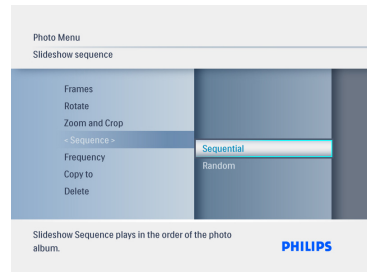 Photo Menu
Slideshow sequence
Frames
Rotate
Zoom and Crop
« Sequence »
Frequency
Copy to
Delete
Sequential
Random
Slideshow Sequence plays in the order of the photo
album.
PHILIPS